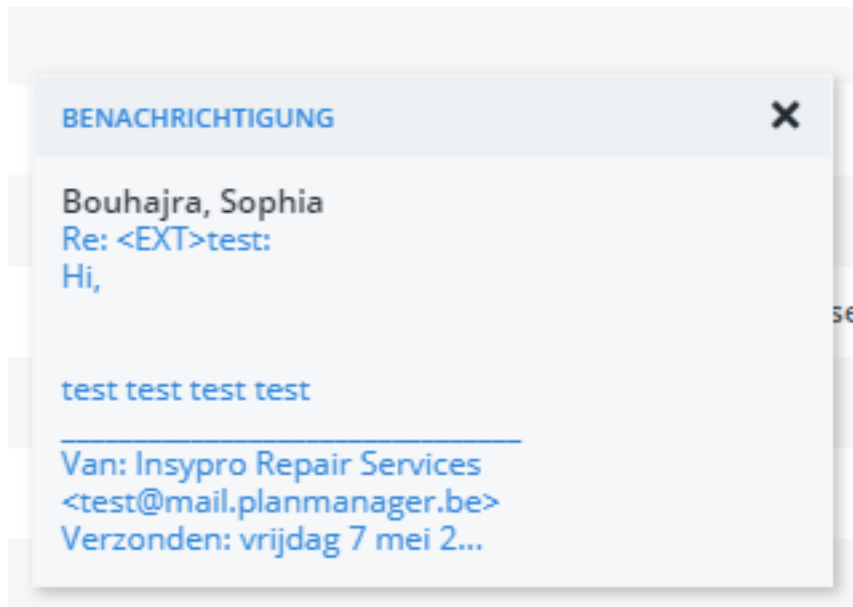 BENACHRICHTIGUNG
Bouhajra, Sophia
Re: <EXT>test:
Hi,
test test test test
________________________________
Van: Insypro Repair Services
<test@mail.planmanager.be>
Verzonden: vrijdag 7 mei 2...